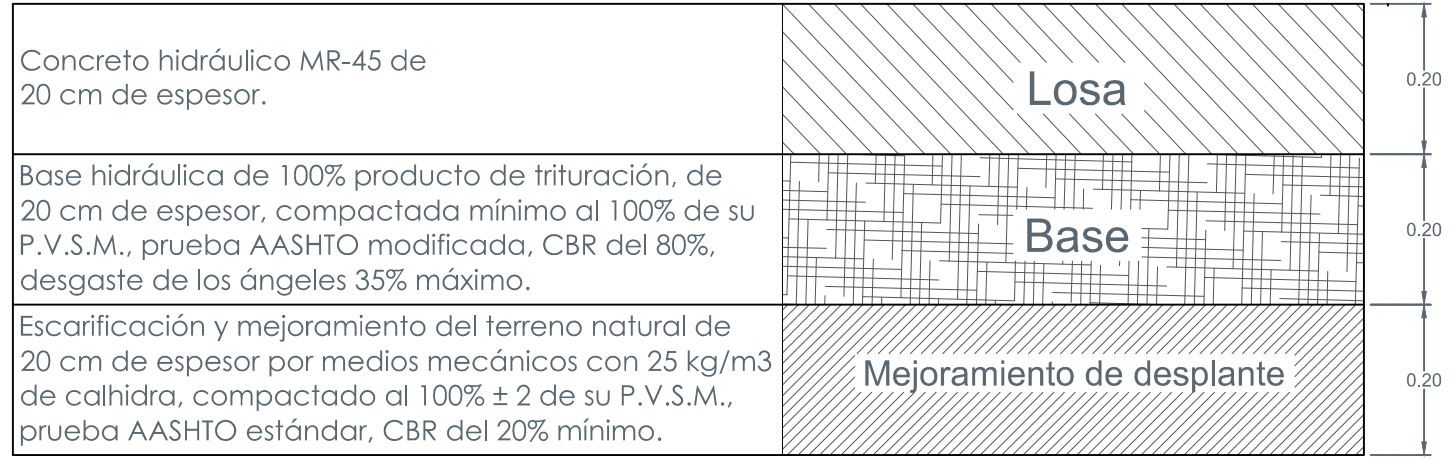 Concreto hidráulico MR-45 de
20 cm de espesor.
Losa
0.20
Base hidráulica de 100% producto de trituración, de
20 cm de espesor, compactada mínimo al 100% de su
P.V.S.M., prueba AASHTO modificada, CBR del 80%,
desgaste de los ángeles 35% máximo.
Base
0.20
Escarificación y mejoramiento del terreno natural de
20 cm de espesor por medios mecánicos con 25 kg/m3
de calhidra, compactado al 100% ± 2 de su P.V.S.M.,
prueba AASHTO estándar, CBR del 20% mínimo.
Mejoramiento de desplante
0.20